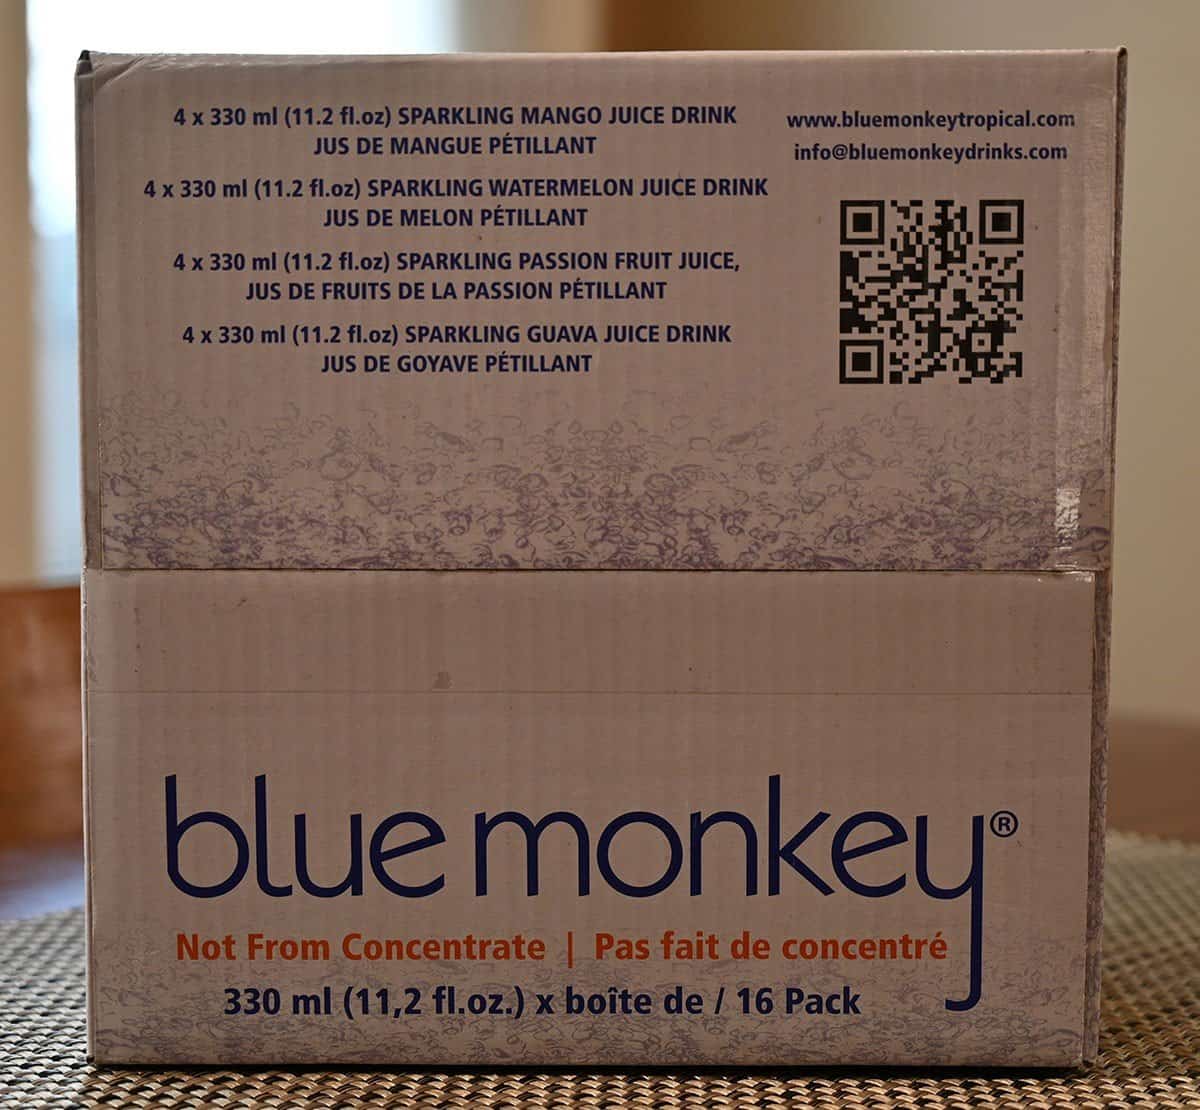 4 x 330 ml (11.2 fl.oz) SPARKLING MANGO JUICE DRINK
JUS DE MANGUE PÉTILLANT
4 x 330 ml (11.2 fl.oz) SPARKLING WATERMELON JUICE DRINK
JUS DE MELON PÉTILLANT
4 x 330 ml (11.2 fl.oz) SPARKLING PASSION FRUIT JUICE,
JUS DE FRUITS DE LA PASSION PÉTILLANT
4 x 330 ml (11.2 fl.oz) SPARKLING GUAVA JUICE DRINK
JUS DE GOYAVE PÉTILLANT
www.bluemonkeytropical.com
info@bluemonkeydrinks.com
blue monkey®
Not From Concentrate | Pas fait de concentré
330 ml (11,2 fl.oz.) x boîte de / 16 Pack